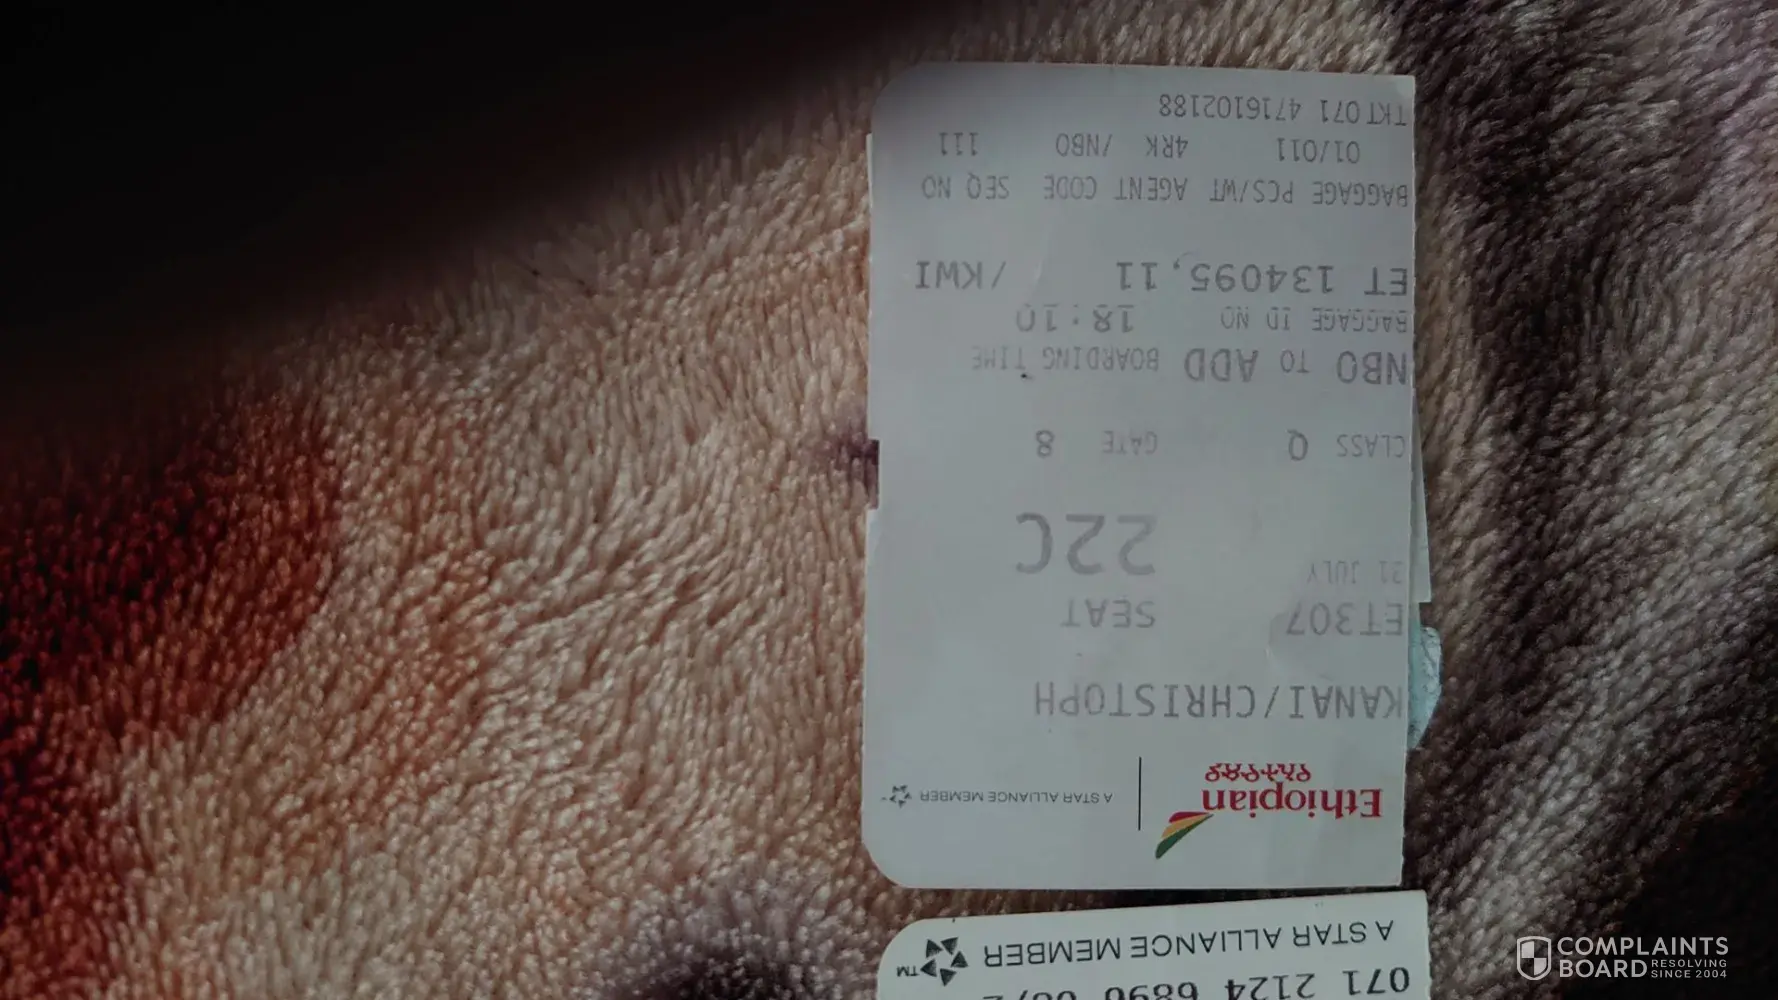 A STAR ALLIANCE MEMBER™
Ethiopian
የኢትዮጵያ
A STAR ALLIANCE MEMBER
KANAI/CHRISTOPH
ET307 SEAT
21 JULY 22C
CLASS Q GATE 8
NBO TO ADD BOARDING TIME
BAGGAGE ID NO 18:10
ET 134095,11 /KWI
BAGGAGE PCS/WT AGENT CODE SEQ NO
01/011 4RK /NBO 111
TKT 071 4716102188
071 2124 6890
COMPLAINTS
BOARD RESOLVING
SINCE 2004